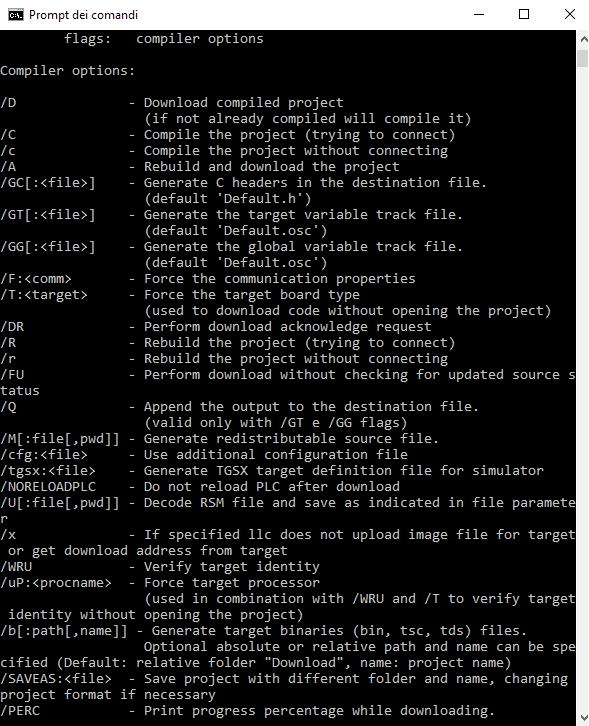 Prompt dei comandi
flags:   compiler options
Compiler options:
/D              - Download compiled project
(if not already compiled will compile it)
/C              - Compile the project (trying to connect)
/c              - Compile the project without connecting
/A              - Rebuild and download the project
/GC[:<file>]    - Generate C headers in the destination file.
(default 'Default.h')
/GT[:<file>]    - Generate the target variable track file.
(default 'Default.osc')
/GG[:<file>]    - Generate the global variable track file.
(default 'Default.osc')
/F:<comm>       - Force the communication properties
/T:<target>     - Force the target board type
(used to download code without opening the project)
/DR             - Perform download acknowledge request
/R              - Rebuild the project (trying to connect)
/r              - Rebuild the project without connecting
/FU             - Perform download without checking for updated source s
tatus
/Q              - Append the output to the destination file.
(valid only with /GT e /GG flags)
/M[:file[,pwd]] - Generate redistributable source file.
/cfg:<file>     - Use additional configuration file
/tgsx:<file>    - Generate TGSX target definition file for simulator
/NORELOADPLC    - Do not reload PLC after download
/U[:file[,pwd]] - Decode RSM file and save as indicated in file paramete
r
/x              - If specified llc does not upload image file for target
or get download address from target
/WRU            - Verify target identity
/uP:<procname>  - Force target processor
(used in combination with /WRU and /T to verify target
identity without opening the project)
/b[:path[,name]] - Generate target binaries (bin, tsc, tds) files.
Optional absolute or relative path and name can be spe
cified (Default: relative folder "Download", name: project name)
/SAVEAS:<file>  - Save project with different folder and name, changing
project format if necessary
/PERC           - Print progress percentage while downloading.